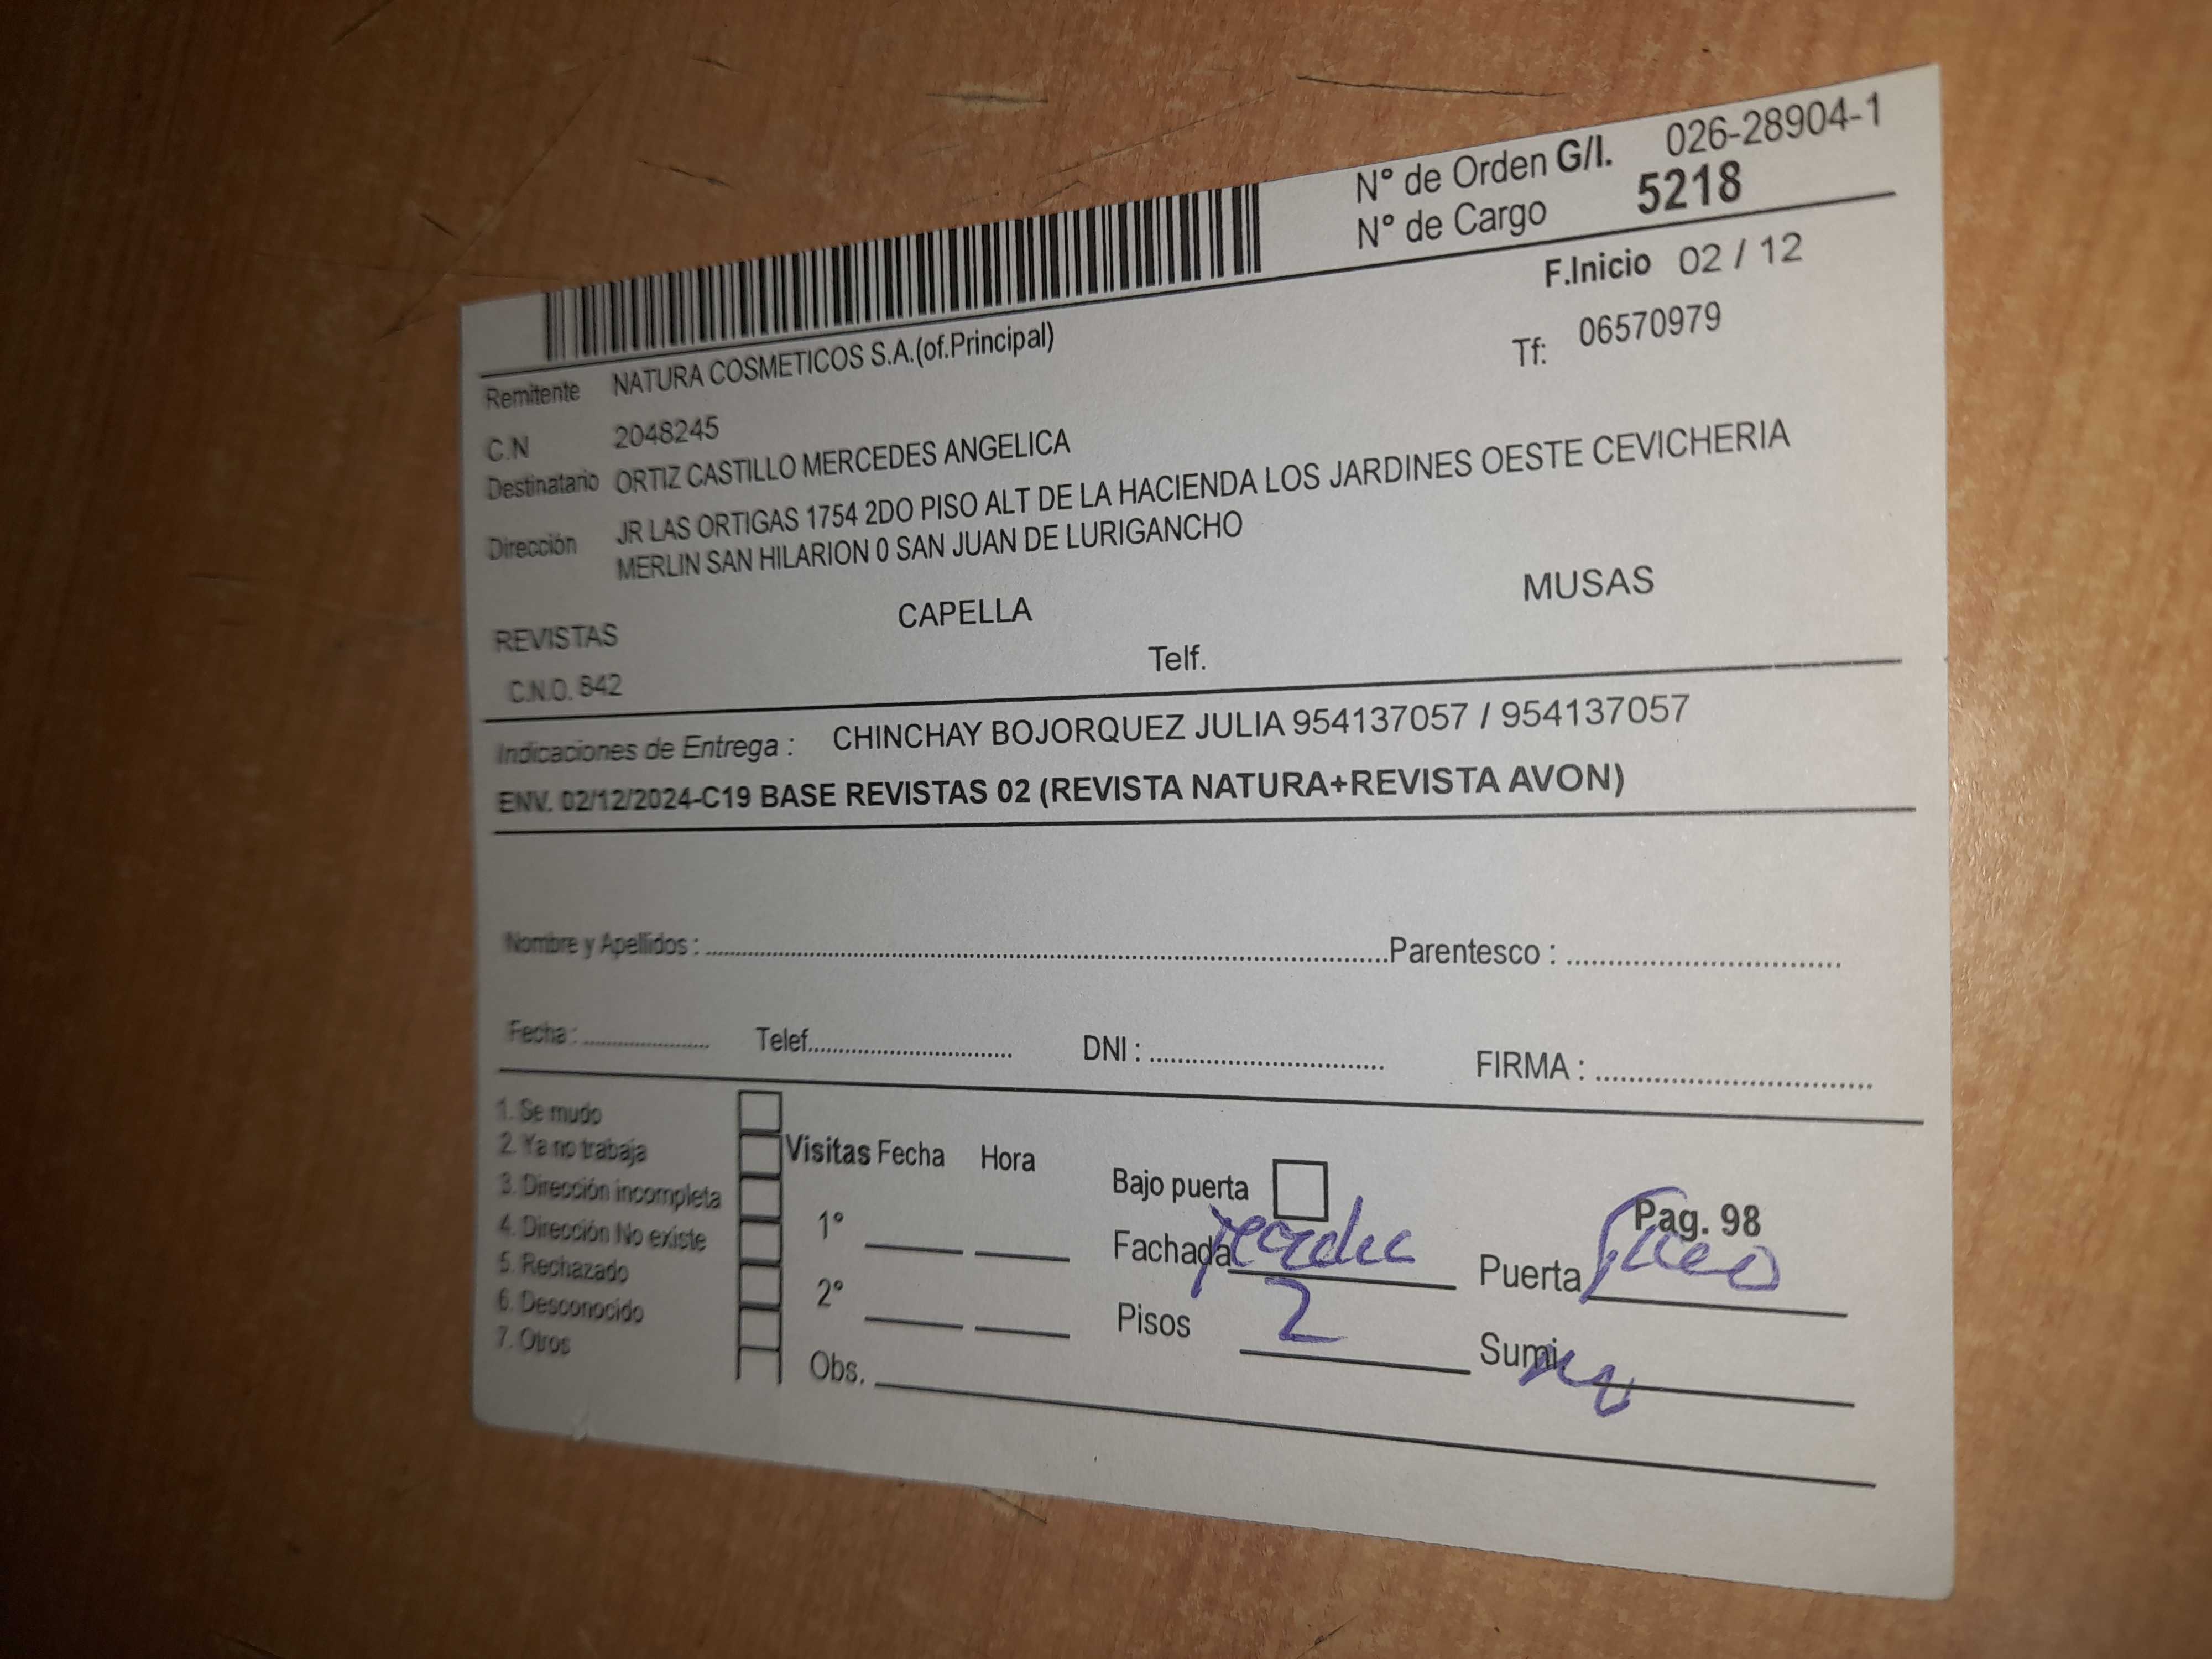 N° de Orden G/I. 026-28904-1
N° de Cargo 5218
F.Inicio 02 / 12
Remitente NATURA COSMETICOS S.A.(of.Principal)
Tf: 06570979
C.N 2048245
Destinatario ORTIZ CASTILLO MERCEDES ANGELICA
Dirección JR LAS ORTIGAS 1754 2DO PISO ALT DE LA HACIENDA LOS JARDINES OESTE CEVICHERIA
MERLIN SAN HILARION 0 SAN JUAN DE LURIGANCHO
REVISTAS CAPELLA MUSAS
C.N.O. 842 Telf.
Indicaciones de Entrega : CHINCHAY BOJORQUEZ JULIA 954137057 / 954137057
ENV. 02/12/2024-C19 BASE REVISTAS 02 (REVISTA NATURA+REVISTA AVON)
Nombre y Apellidos : Parentesco :
Fecha : Telef. DNI : FIRMA :
1. Se mudo
2. Ya no trabaja
3. Dirección incompleta
4. Dirección No existe
5. Rechazado
6. Desconocido
7. Otros
Visitas Fecha Hora
1°
2°
Obs.
Bajo puerta
Fachada
Pisos 2
Pag. 98
Puerta
Sumi.